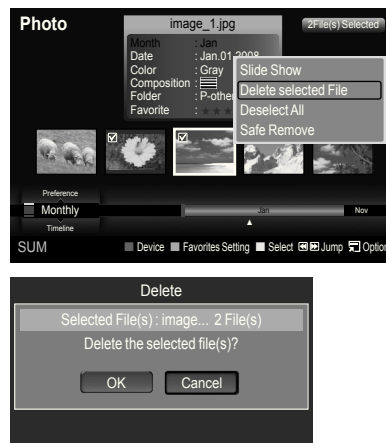 Photo
image_1.jpg
2File(s) Selected
Month : Jan
Date : Jan.01.2008
Color : Gray
Composition :
Folder : P-other
Favorite : ★★★
Slide Show
Delete selected File
Deselect All
Safe Remove
Preference
Monthly
Timeline
Jan
Nov
SUM
Device
Favorites Setting
Select
Jump
Option
Delete
Selected File(s) : image... 2 File(s)
Delete the selected file(s)?
OK
Cancel